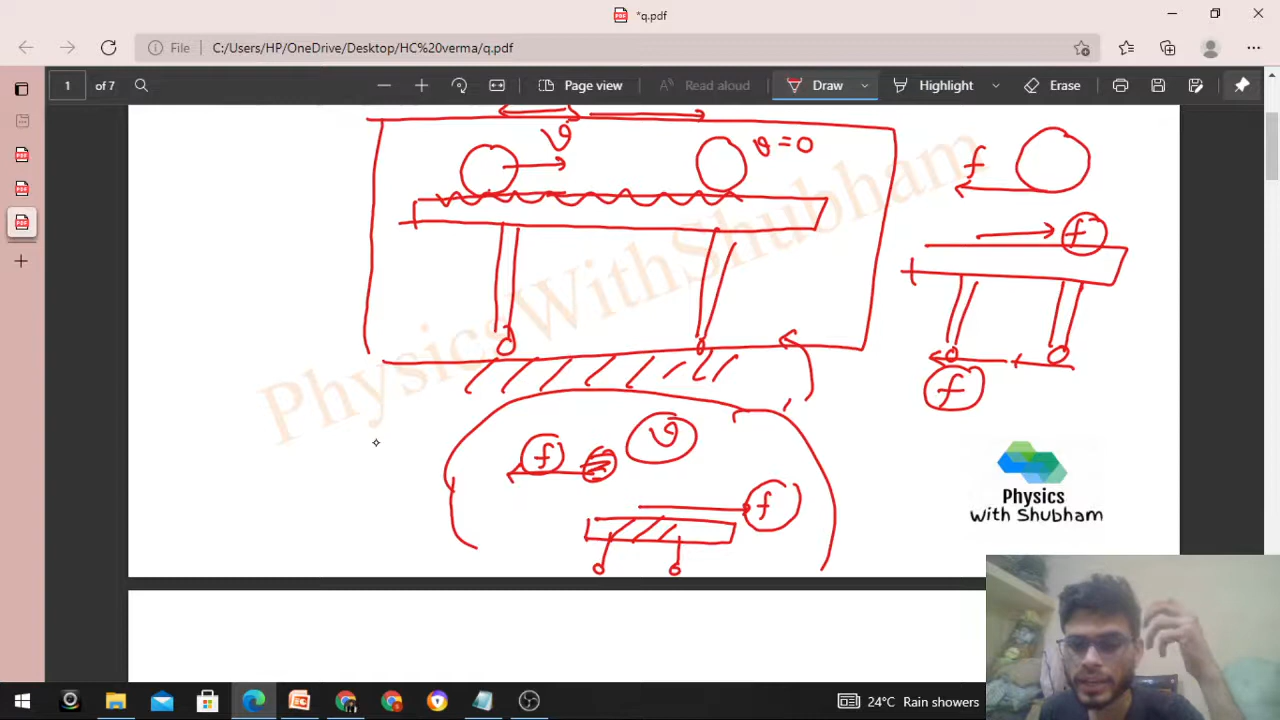 *q.pdf
File C:/Users/HP/OneDrive/Desktop/HC%20verma/q.pdf
1 of 7 Page view Read aloud Draw Highlight Erase
v
v = 0
f
f
f
f
v
f
PhysicsWithShubham
Physics
With Shubham
24°C Rain showers